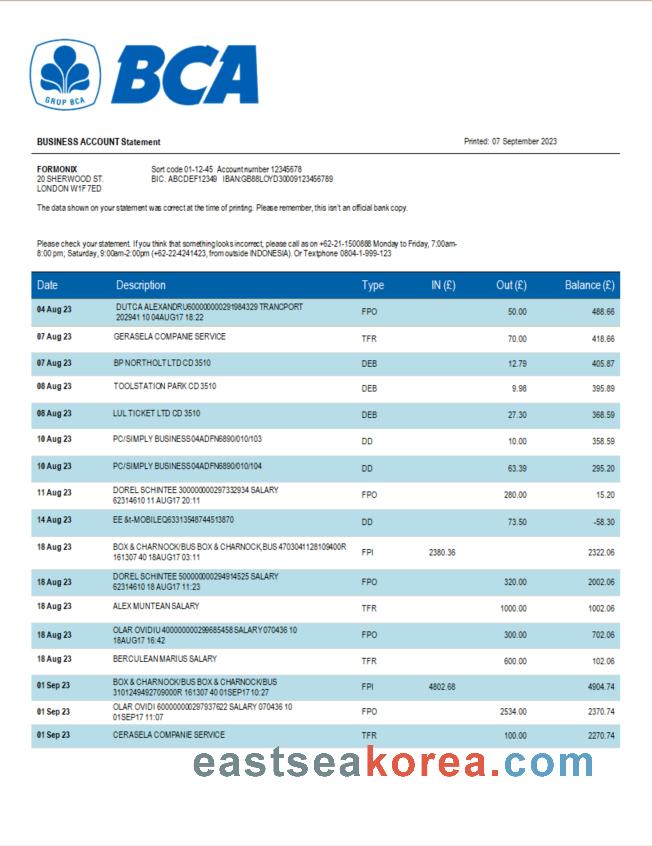 GRUP BCA
BCA
BUSINESS ACCOUNT Statement
Printed: 07 September 2023
FORMONIX
Sort code 01-12-45 Account number 12345678
20 SHERWOOD ST.
BIC: ABCDEF12349 IBAN:GB88LOYD30009123456789
LONDON W1F 7ED
The data shown on your statement was correct at the time of printing. Please remember, this isn't an official bank copy.
Please check your statement. If you think that something looks incorrect, please call as on +62-21-1500888 Monday to Friday, 7:00am-
8:00 pm; Saturday, 9:00am-2:00pm (+62-22-4241423, from outside INDONESIA). Or Textphone 0804-1-999-123
Date Description Type IN (£) Out (£) Balance (£)
04 Aug 23 DUTCA ALEXANDRU600000000291984329 TRANCPORT FPO 50.00 488.66
202941 10 04AUG17 18:22
07 Aug 23 GERASELA COMPANIE SERVICE TFR 70.00 418.66
07 Aug 23 BP NORTHOLT LTD CD 3510 DEB 12.79 405.87
08 Aug 23 TOOLSTATION PARK CD 3510 DEB 9.98 395.89
08 Aug 23 LUL TICKET LTD CD 3510 DEB 27.30 368.59
10 Aug 23 PC/SIMPLY BUSINESS04ADFN6890/010/103 DD 10.00 358.59
10 Aug 23 PC/SIMPLY BUSINESS04ADFN6890/010/104 DD 63.39 295.20
11 Aug 23 DOREL SCHINTEE 300000000297332934 SALARY FPO 280.00 15.20
62314610 11 AUG17 20:11
14 Aug 23 EE &t-MOBILEQ63313548744513870 DD 73.50 -58.30
18 Aug 23 BOX & CHARNOCK/BUS BOX & CHARNOCK,BUS 4703041128109400R FPI 2380.36 2322.06
161307 40 18AUG17 03:11
18 Aug 23 DOREL SCHINTEE 500000000294914525 SALARY FPO 320.00 2002.06
62314610 18 AUG17 11:23
18 Aug 23 ALEX MUNTEAN SALARY TFR 1000.00 1002.06
18 Aug 23 OLAR OVIDIU 400000000299685458 SALARY 070436 10 FPO 300.00 702.06
18AUG17 16:42
18 Aug 23 BERCULEAN MARIUS SALARY TFR 600.00 102.06
01 Sep 23 BOX & CHARNOCK/BUS BOX & CHARNOCK/BUS FPI 4802.68 4904.74
3101249492709000R 161307 40 01SEP17 10:27
01 Sep 23 OLAR OVIDI 600000000297937622 SALARY 070436 10 FPO 2534.00 2370.74
01SEP17 11:07
01 Sep 23 CERASELA COMPANIE SERVICE TFR 100.00 2270.74
eastseakorea.com